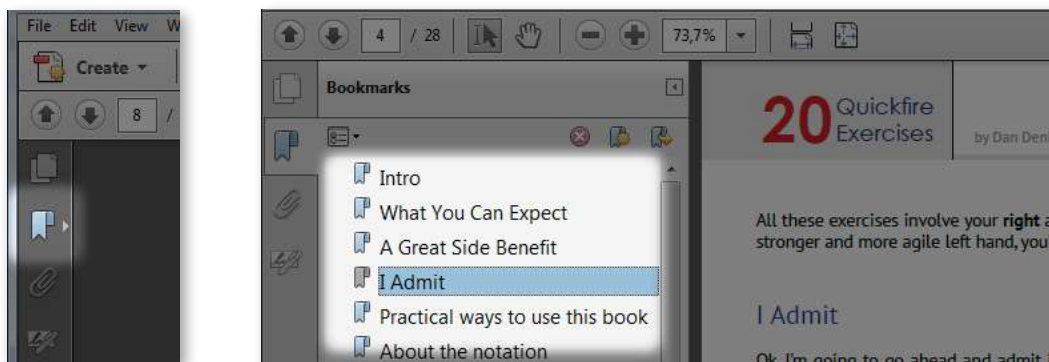 File Edit View W
Create
8 /
4 / 28 73,7%
Bookmarks
Intro
What You Can Expect
A Great Side Benefit
I Admit
Practical ways to use this book
About the notation
20 Quickfire
Exercises
by Dan
All these exercises involve your right
stronger and more agile left hand, you
I Admit
Ok, I'm going to go ahead and admit